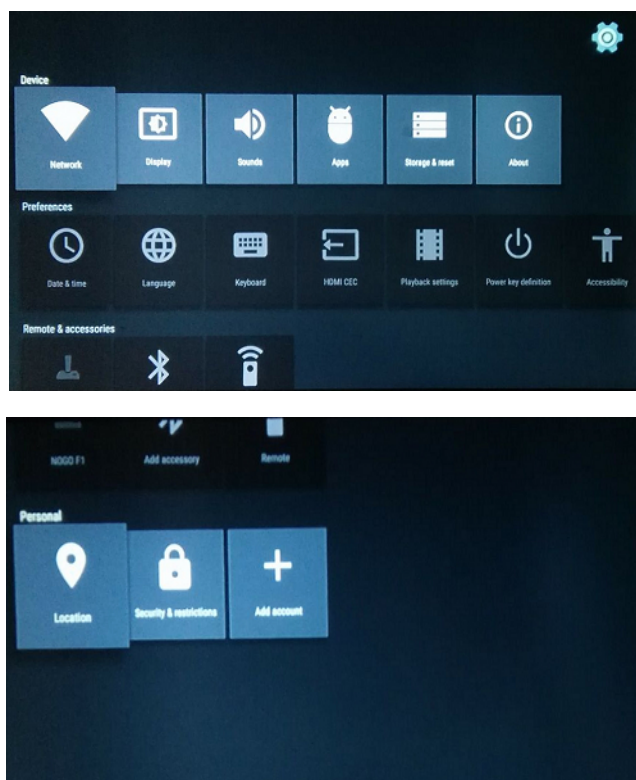 Device
Network Display Sounds Apps Storage & reset About
Preferences
Date & time Language Keyboard HDMI CEC Playback settings Power key definition Accessibility
Remote & accessories
NOGO F1 Add accessory Remote
Personal
Location Security & restrictions Add account